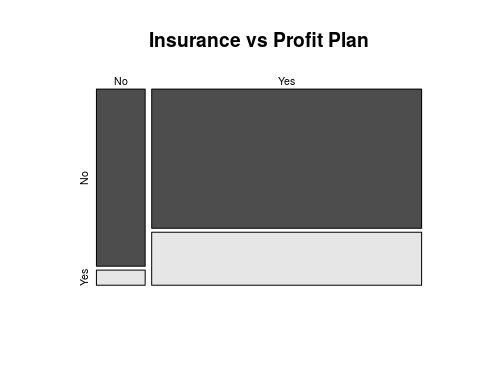 Insurance vs Profit Plan
No
Yes
No
Yes